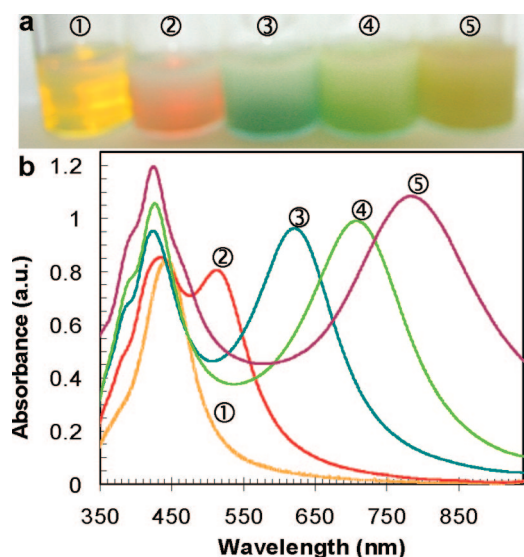 a
① ② ③ ④ ⑤
b
1.2
1
0.8
0.6
0.4
0.2
0
Absorbance (a.u.)
① ② ③ ④ ⑤
350 450 550 650 750 850
Wavelength (nm)